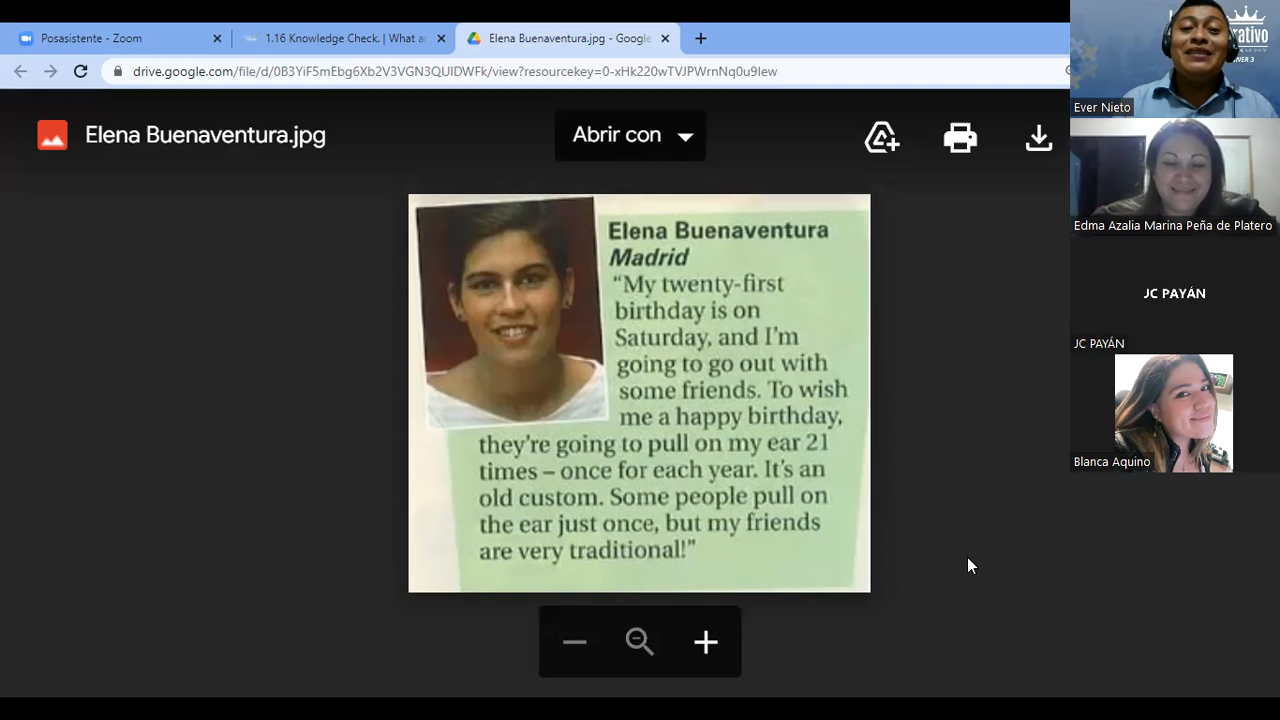 Posasistente - Zoom
1.16 Knowledge Check. | What a
Elena Buenaventura.jpg - Google
drive.google.com/file/d/0B3YiF5mEbg6Xb2V3VGN3QUlDWFk/view?resourcekey=0-xHk220wTVJPWrnNq0u9lew
Elena Buenaventura.jpg
Abrir con
Elena Buenaventura
Madrid
“My twenty-first
birthday is on
Saturday, and I'm
going to go out with
some friends. To wish
me a happy birthday,
they're going to pull on my ear 21
times – once for each year. It's an
old custom. Some people pull on
the ear just once, but my friends
are very traditional!”
Ever Nieto
Edma Azalia Marina Peña de Platero
JC PAYÁN
JC PAYÁN
Blanca Aquino